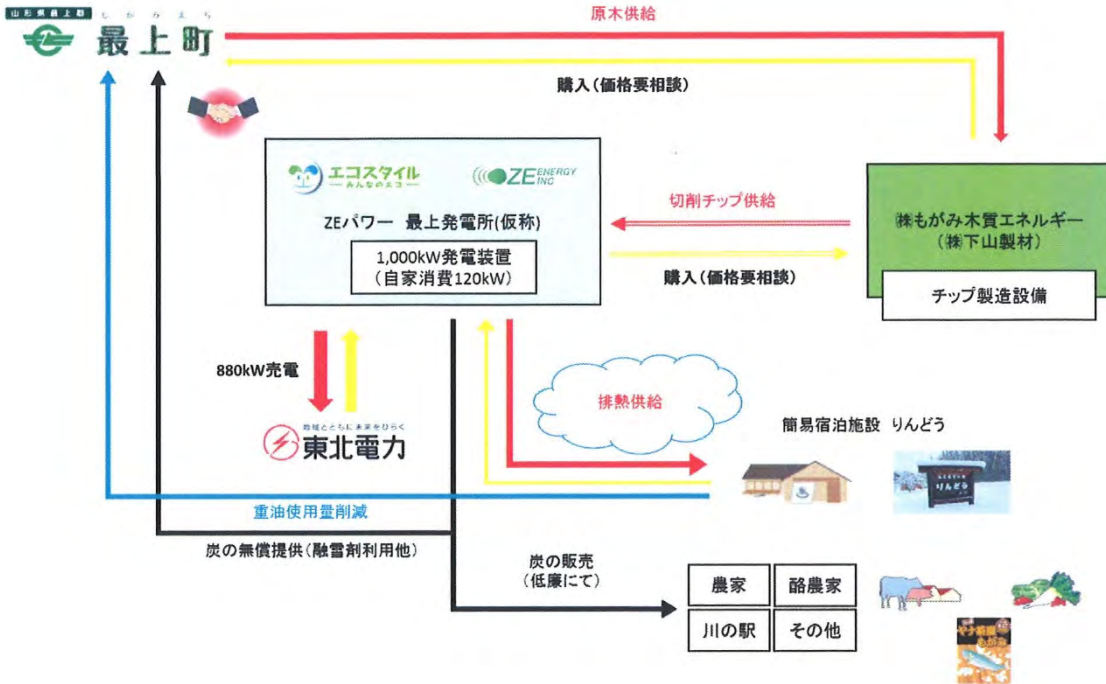 山形県最上郡
もがみまち
最上町
原木供給
購入(価格要相談)
エコスタイル
みんなのエコ
ZE ENERGY INC
ZEパワー 最上発電所(仮称)
1,000kW発電装置
(自家消費120kW)
切削チップ供給
購入(価格要相談)
㈱もがみ木質エネルギー
(㈱下山製材)
チップ製造設備
880kW売電
地域とともに未来をひらく
東北電力
排熱供給
簡易宿泊施設 りんどう
りんどう
重油使用量削減
炭の無償提供(融雪剤利用他)
炭の販売
(低廉にて)
農家
酪農家
川の駅
その他
もがみ